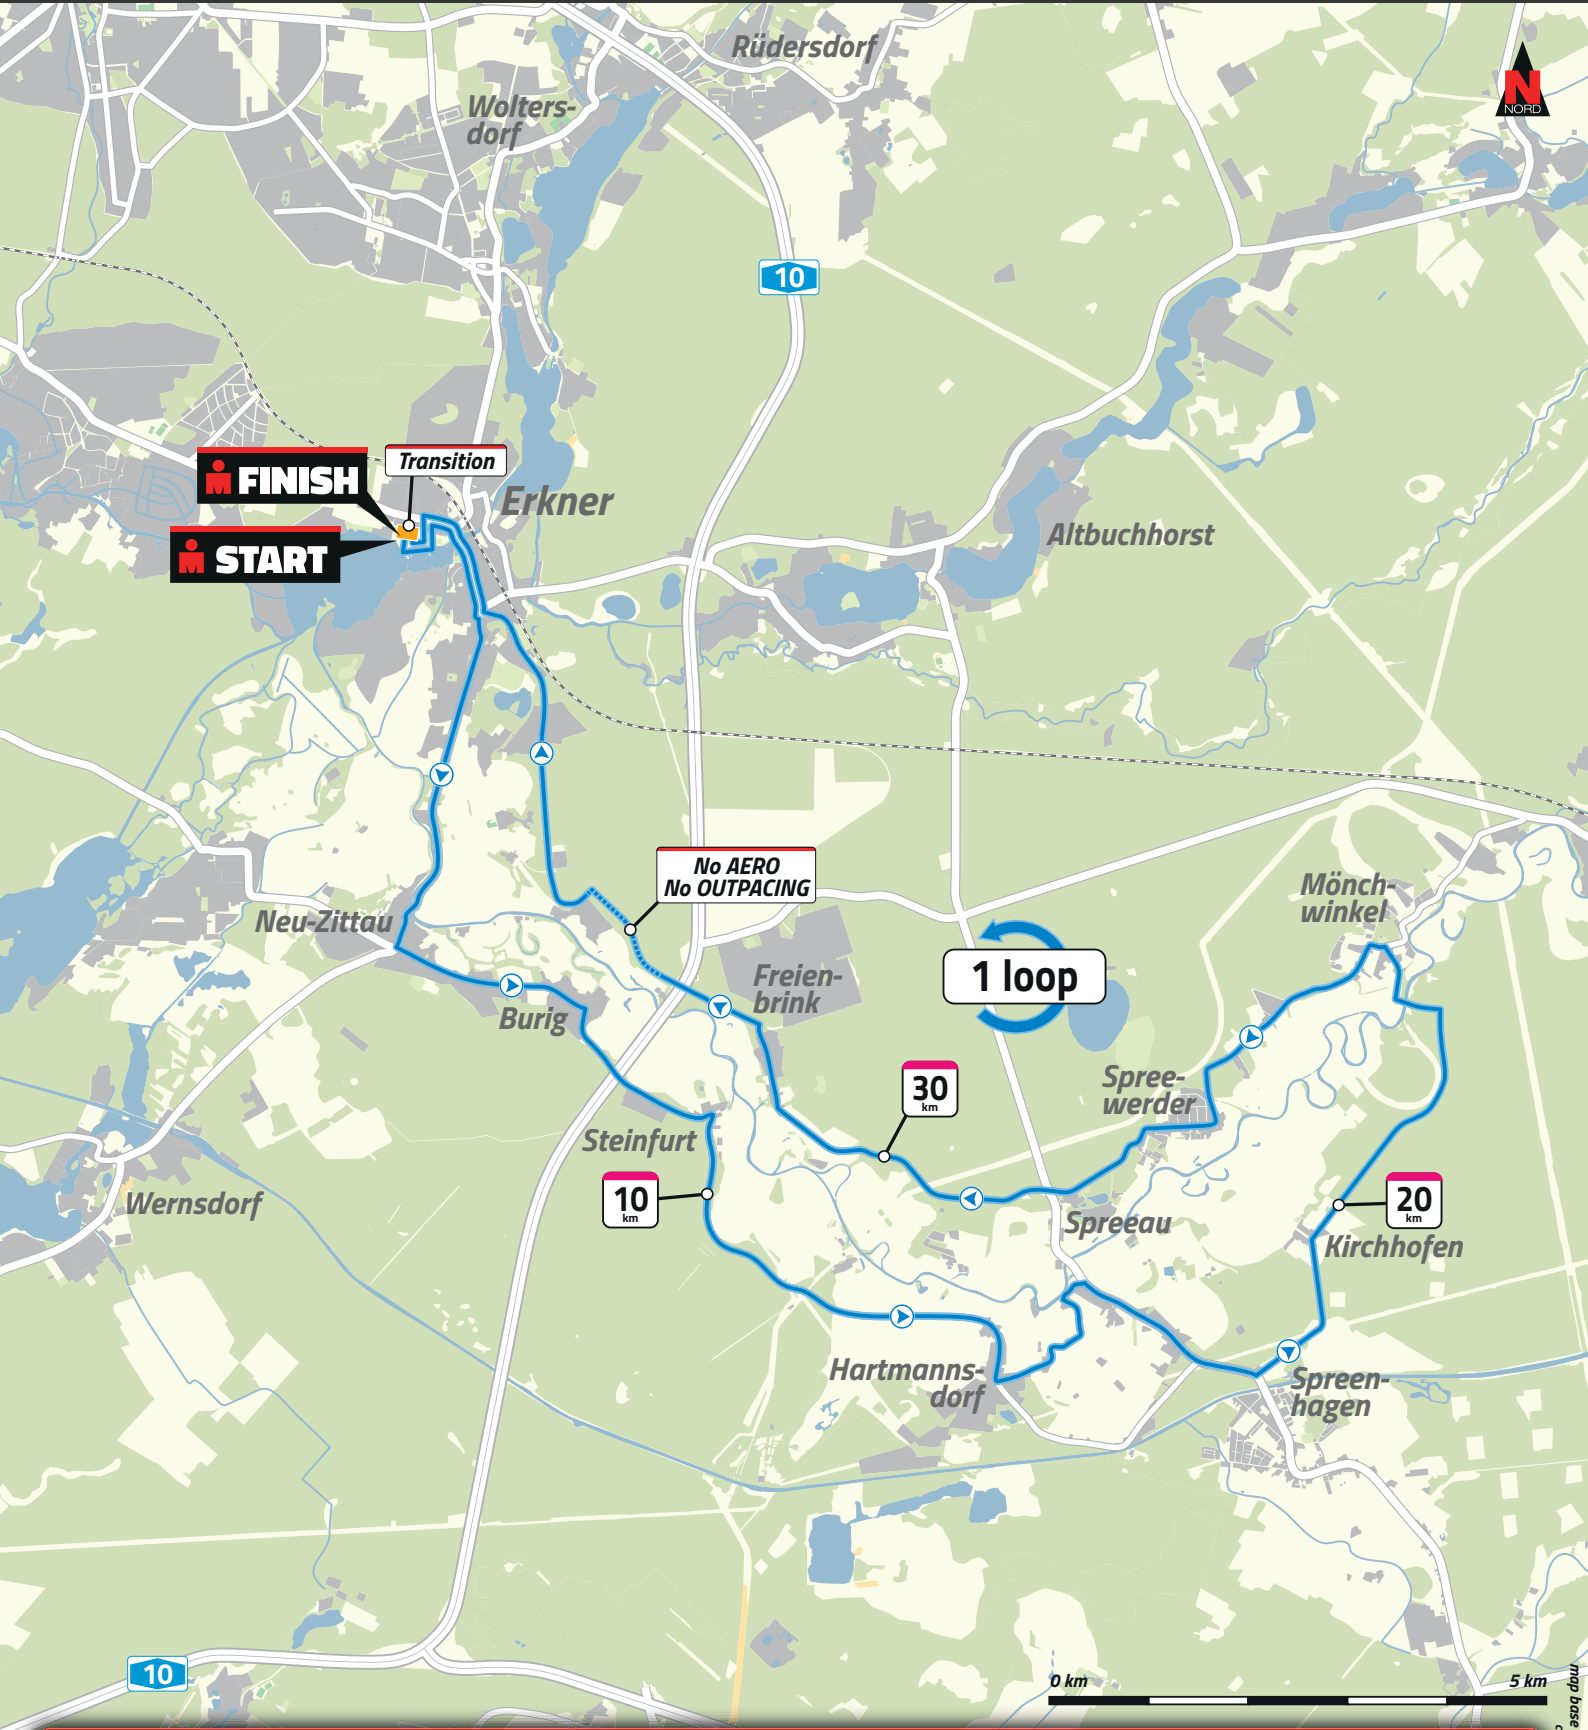 Rüdersdorf
Wolters-
dorf
N
NORD
10
FINISH
Transition
Erkner
START
Altbuchhorst
No AERO
No OUTPACING
Mönch-
winkel
Neu-Zittau
1 loop
Freien-
brink
Burig
30
km
Spree-
werder
Steinfurt
10
km
20
km
Wernsdorf
Spreeau
Kirchhofen
Hartmanns-
dorf
Spreen-
hagen
10
0 km
5 km
map base